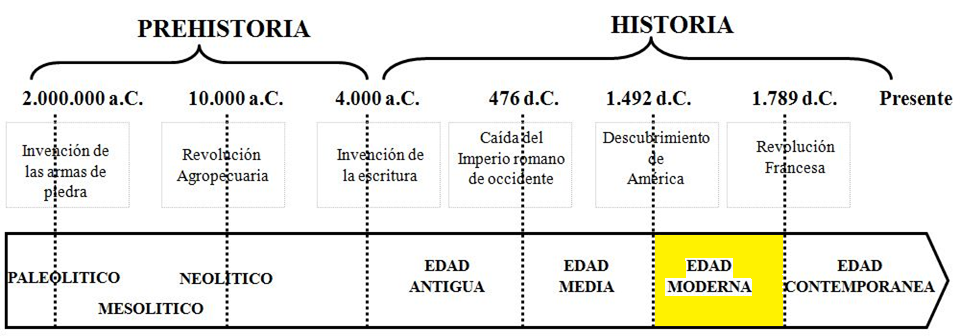 PREHISTORIA
HISTORIA
2.000.000 a.C.
10.000 a.C.
4.000 a.C.
476 d.C.
1.492 d.C.
1.789 d.C.
Presente
Invención de
las armas de
piedra
Revolución
Agropecuaria
Invención de
la escritura
Caída del
Imperio romano
de occidente
Descubrimiento
de
América
Revolución
Francesa
PALEOLITICO
MESOLITICO
NEOLITICO
EDAD
ANTIGUA
EDAD
MEDIA
EDAD
MODERNA
EDAD
CONTEMPORANEA